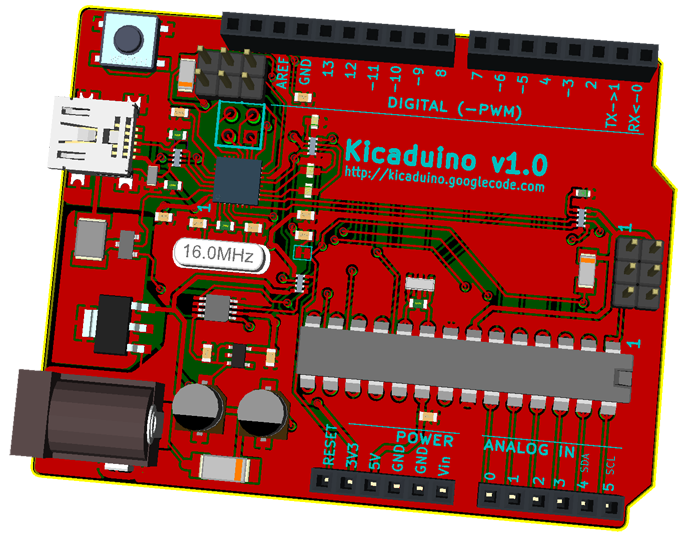 AREF
GND
13
12
~11
~10
~9
8
7
~6
~5
4
~3
2
TX->1
RX<-0
DIGITAL (~PWM)
Kicaduino v1.0
http://kicaduino.googlecode.com
1
1
16.0MHz
1
POWER
RESET
3V3
5V
GND
GND
Vin
ANALOG IN
0
1
2
3
4 SDA
5 SCL